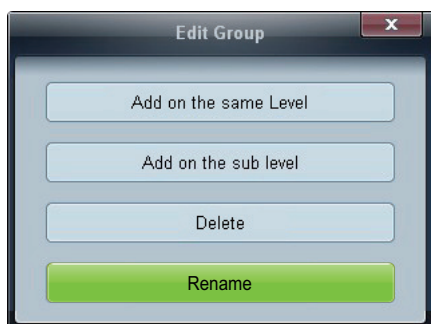 Edit Group
x
Add on the same Level
Add on the sub level
Delete
Rename